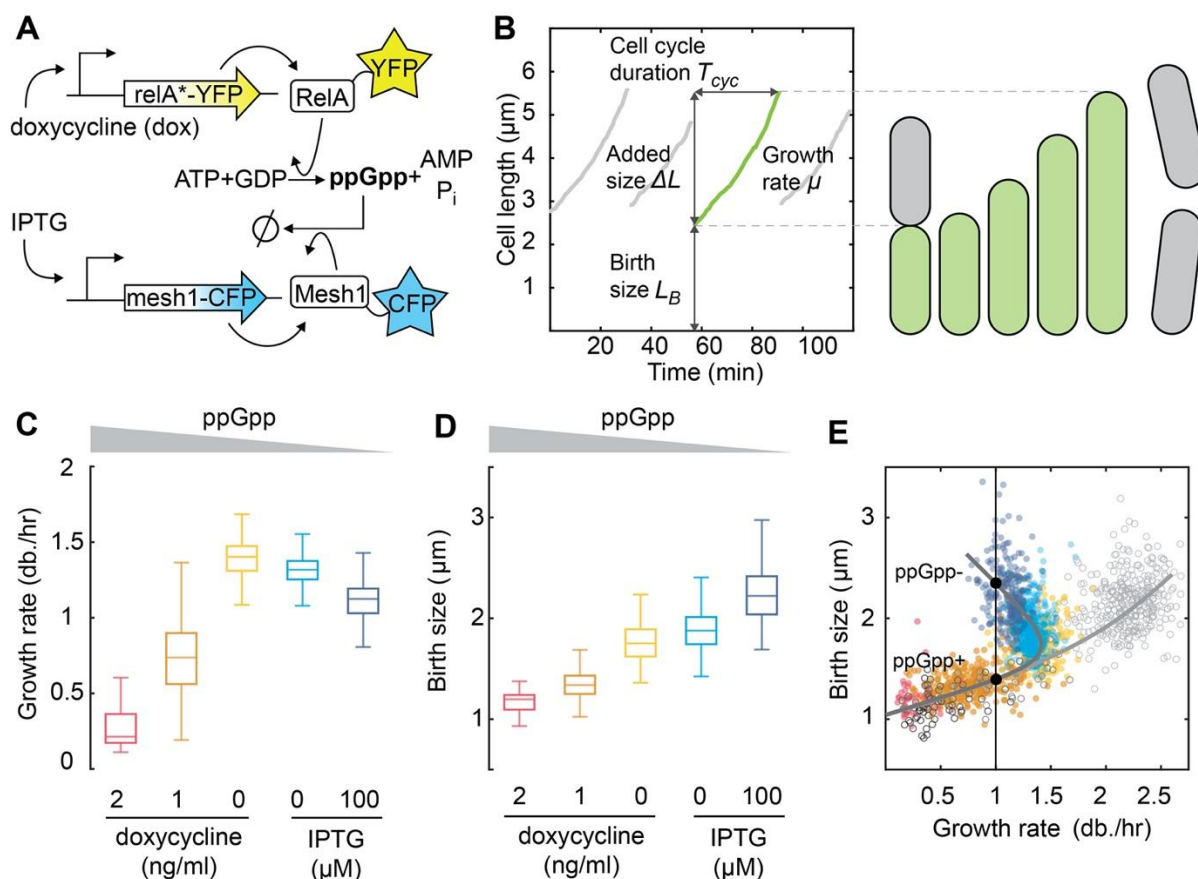 A
relA*-YFP
RelA
YFP
doxycycline (dox)
ATP+GDP
ppGpp+
AMP
Pi
IPTG
mesh1-CFP
Mesh1
CFP
B
Cell length (µm)
6
5
4
3
2
1
Cell cycle
duration Tcyc
Added
size ΔL
Growth
rate µ
Birth
size LB
20 40 60 80 100
Time (min)
C
ppGpp
Growth rate (db./hr)
2
1.5
1
0.5
0
2 1 0 0 100
doxycycline
(ng/ml)
IPTG
(µM)
D
ppGpp
Birth size (µm)
3
2
1
2 1 0 0 100
doxycycline
(ng/ml)
IPTG
(µM)
E
Birth size (µm)
3
2
1
ppGpp-
ppGpp+
0.5 1 1.5 2 2.5
Growth rate (db./hr)